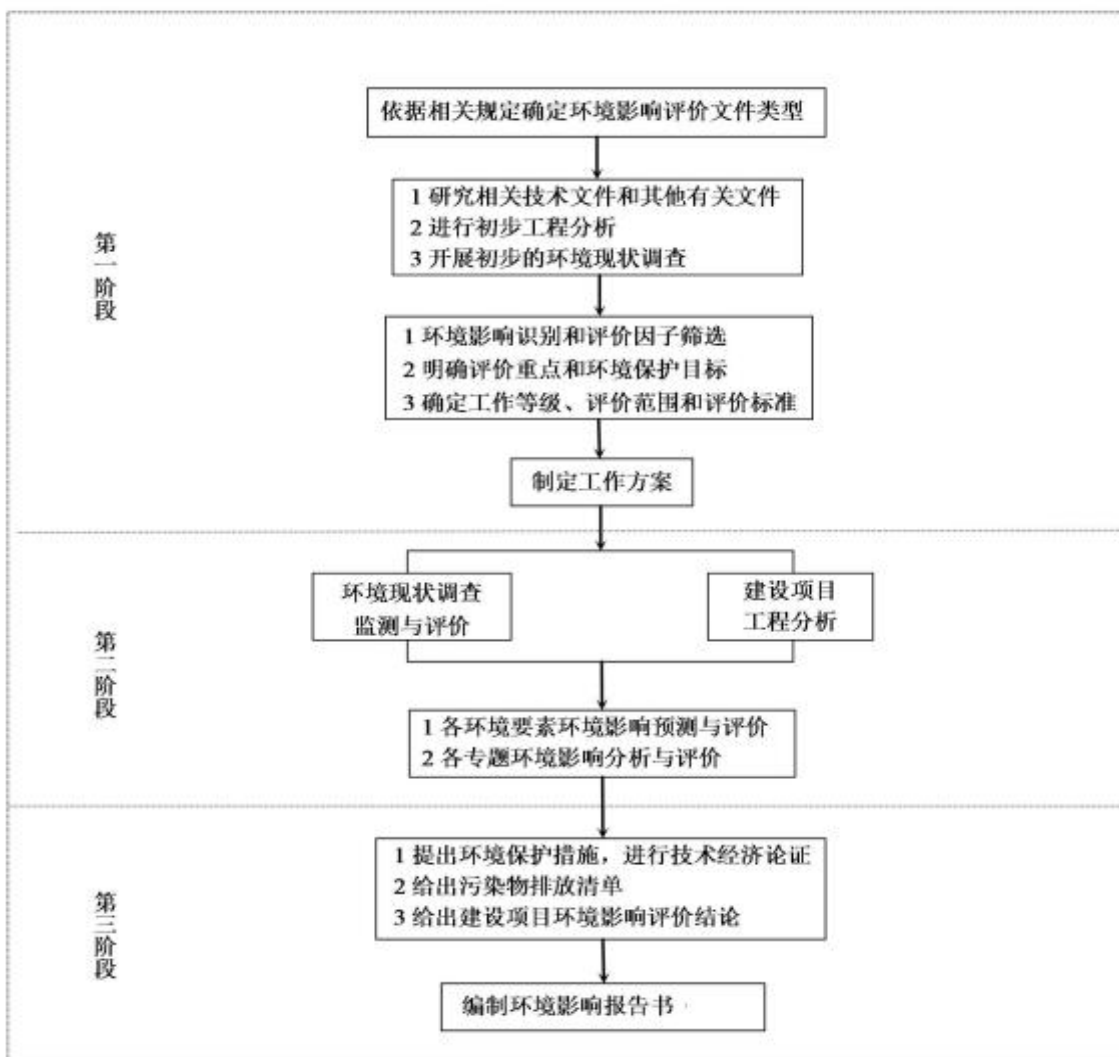 依据相关规定确定环境影响评价文件类型
1 研究相关技术文件和其他有关文件
2 进行初步工程分析
3 开展初步的环境现状调查
第一阶段
1 环境影响识别和评价因子筛选
2 明确评价重点和环境保护目标
3 确定工作等级、评价范围和评价标准
制定工作方案
第二阶段
环境现状调查
监测与评价
建设项目
工程分析
1 各环境要素环境影响预测与评价
2 各专题环境影响分析与评价
第三阶段
1 提出环境保护措施，进行技术经济论证
2 给出污染物排放清单
3 给出建设项目环境影响评价结论
编制环境影响报告书